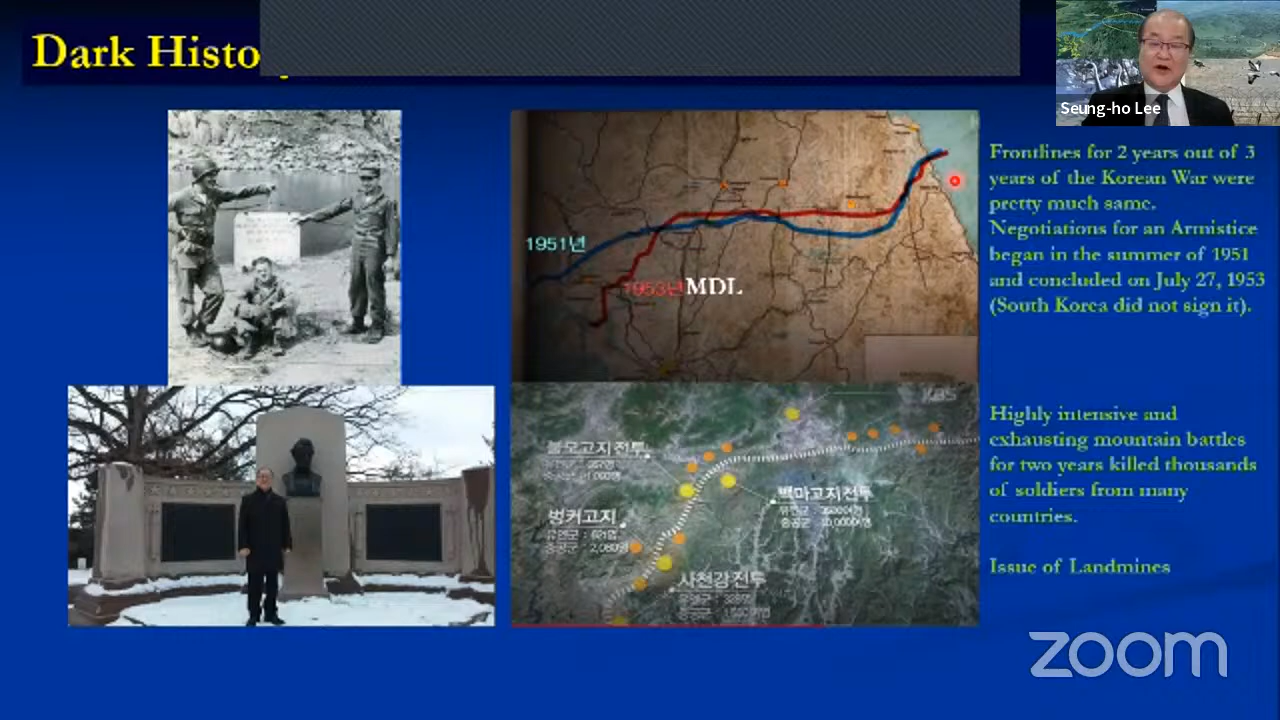 Dark Histo
Seung-ho Lee
1951년
1953년MDL
Frontlines for 2 years out of 3
years of the Korean War were
pretty much same.
Negotiations for an Armistice
began in the summer of 1951
and concluded on July 27, 1953
(South Korea did not sign it).
KBS
불모고지전투
벙커고지
백마고지전투
사천강전투
Highly intensive and
exhausting mountain battles
for two years killed thousands
of soldiers from many
countries.
Issue of Landmines
zoom